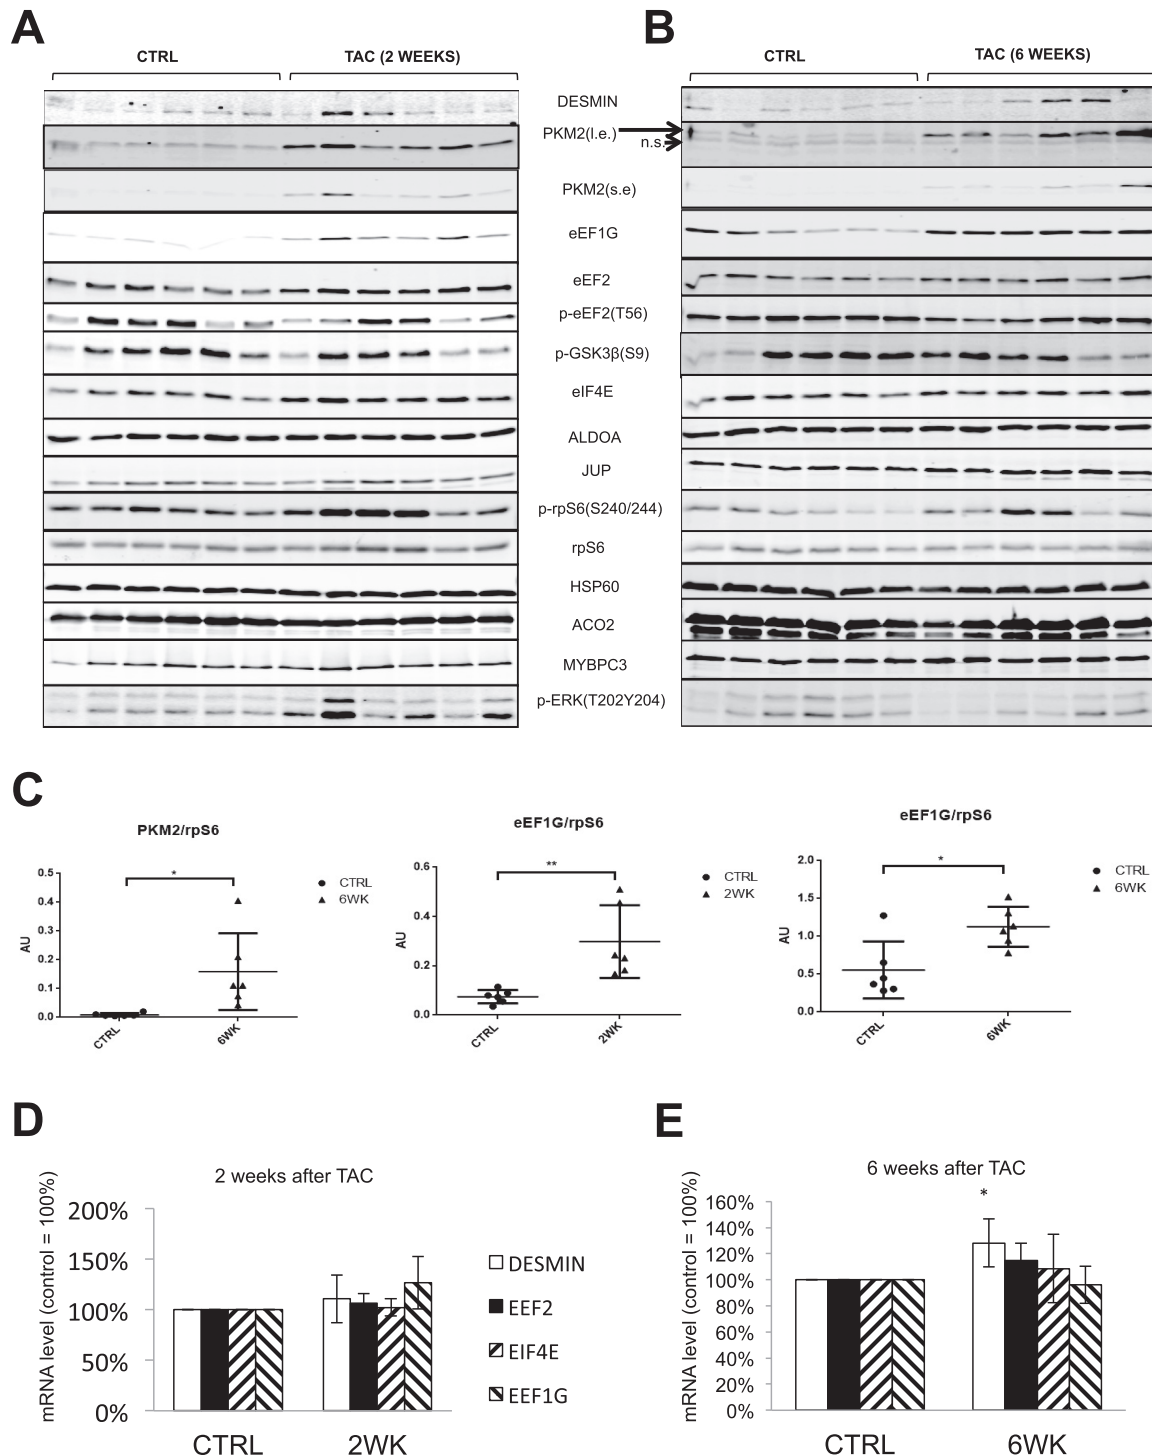 A
B
CTRL
TAC (2 WEEKS)
CTRL
TAC (6 WEEKS)
DESMIN
PKM2(l.e.)
n.s.
PKM2(s.e)
eEF1G
eEF2
p-eEF2(T56)
p-GSK3β(S9)
eIF4E
ALDOA
JUP
p-rpS6(S240/244)
rpS6
HSP60
ACO2
MYBPC3
p-ERK(T202Y204)
C
PKM2/rpS6
*
0.5
0.4
0.3
0.2
0.1
0.0
AU
CTRL
6WK
CTRL
6WK
eEF1G/rpS6
**
0.6
0.4
0.2
0.0
AU
CTRL
2WK
CTRL
2WK
eEF1G/rpS6
*
2.0
1.5
1.0
0.5
0.0
AU
CTRL
6WK
CTRL
6WK
D
2 weeks after TAC
mRNA level (control = 100%)
200%
150%
100%
50%
0%
CTRL
2WK
DESMIN
EEF2
EIF4E
EEF1G
E
6 weeks after TAC
*
mRNA level (control = 100%)
160%
140%
120%
100%
80%
60%
40%
20%
0%
CTRL
6WK